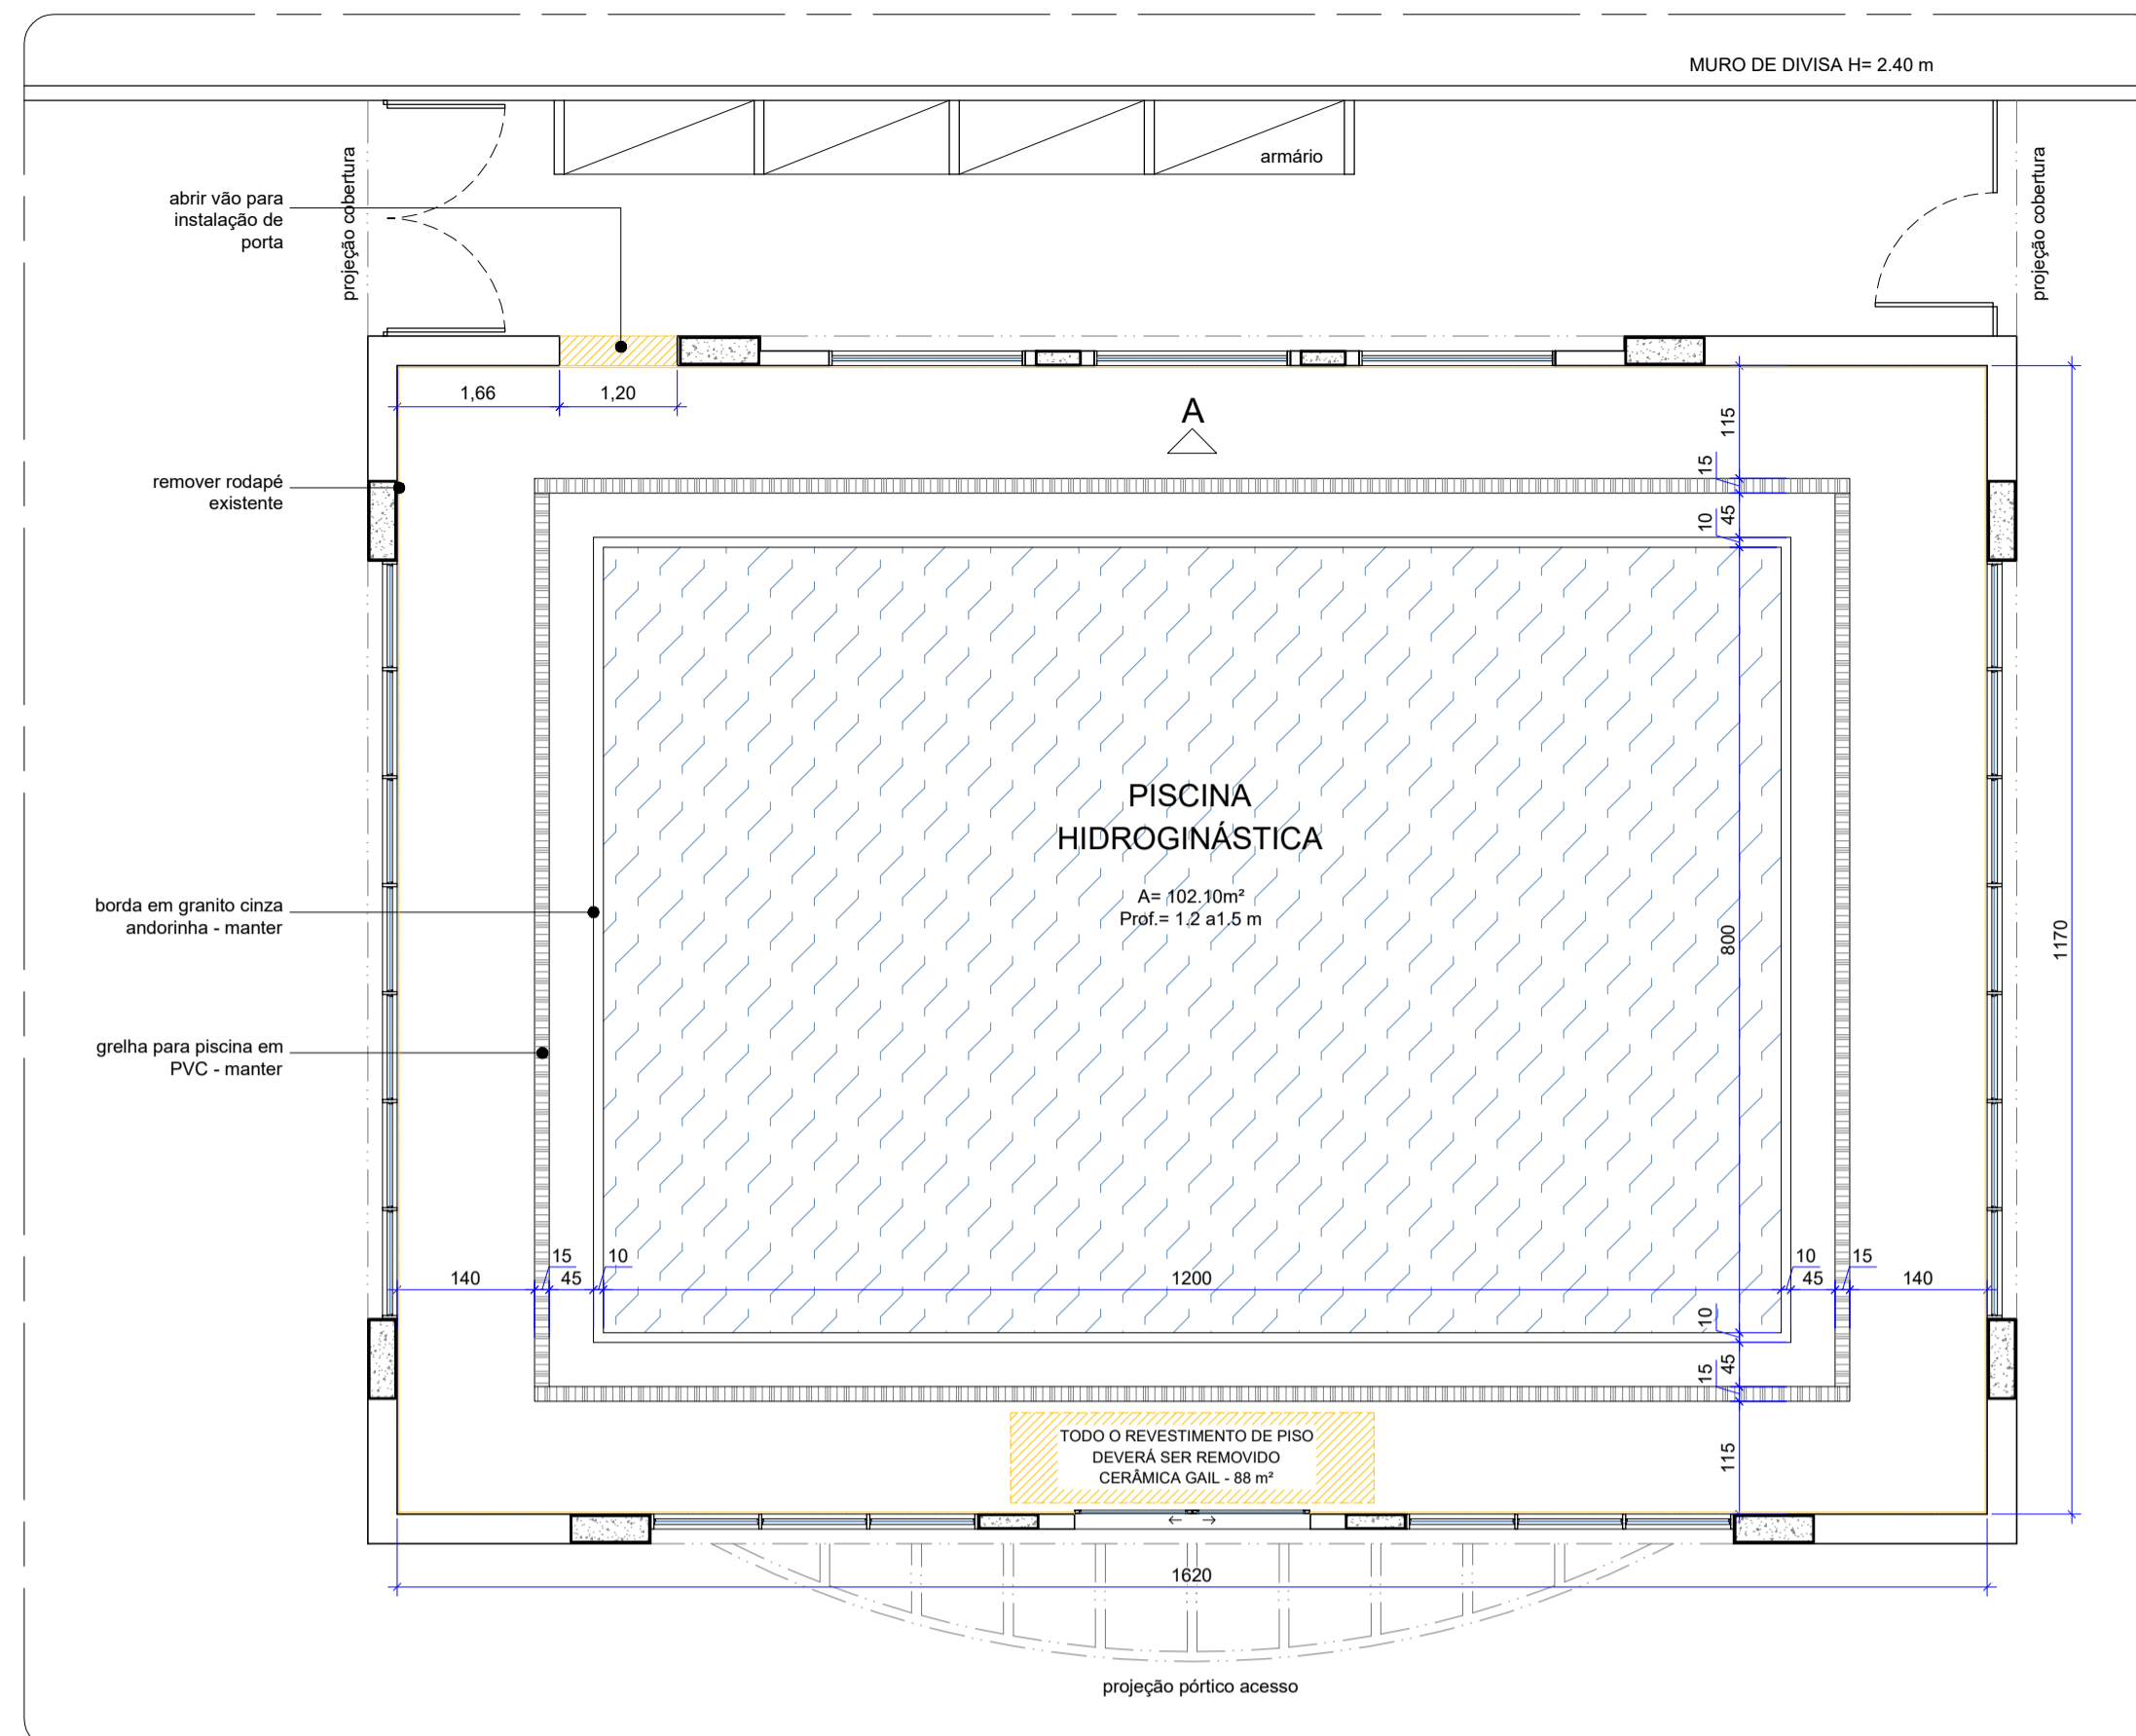 MURO DE DIVISA H= 2.40 m
projeção cobertura
armário
projeção cobertura
abrir vão para
instalação de
porta
1,66
1,20
A
115
15
10
45
remover rodapé
existente
PISCINA
HIDROGINÁSTICA
A= 102.10m²
Prof.= 1.2 a1.5 m
borda em granito cinza
andorinha - manter
800
1170
grelha para piscina em
PVC - manter
140
15
45
10
1200
10
45
15
140
10
45
15
115
TODO O REVESTIMENTO DE PISO
DEVERÁ SER REMOVIDO
CERÂMICA GAIL - 88 m²
1620
projeção pórtico acesso